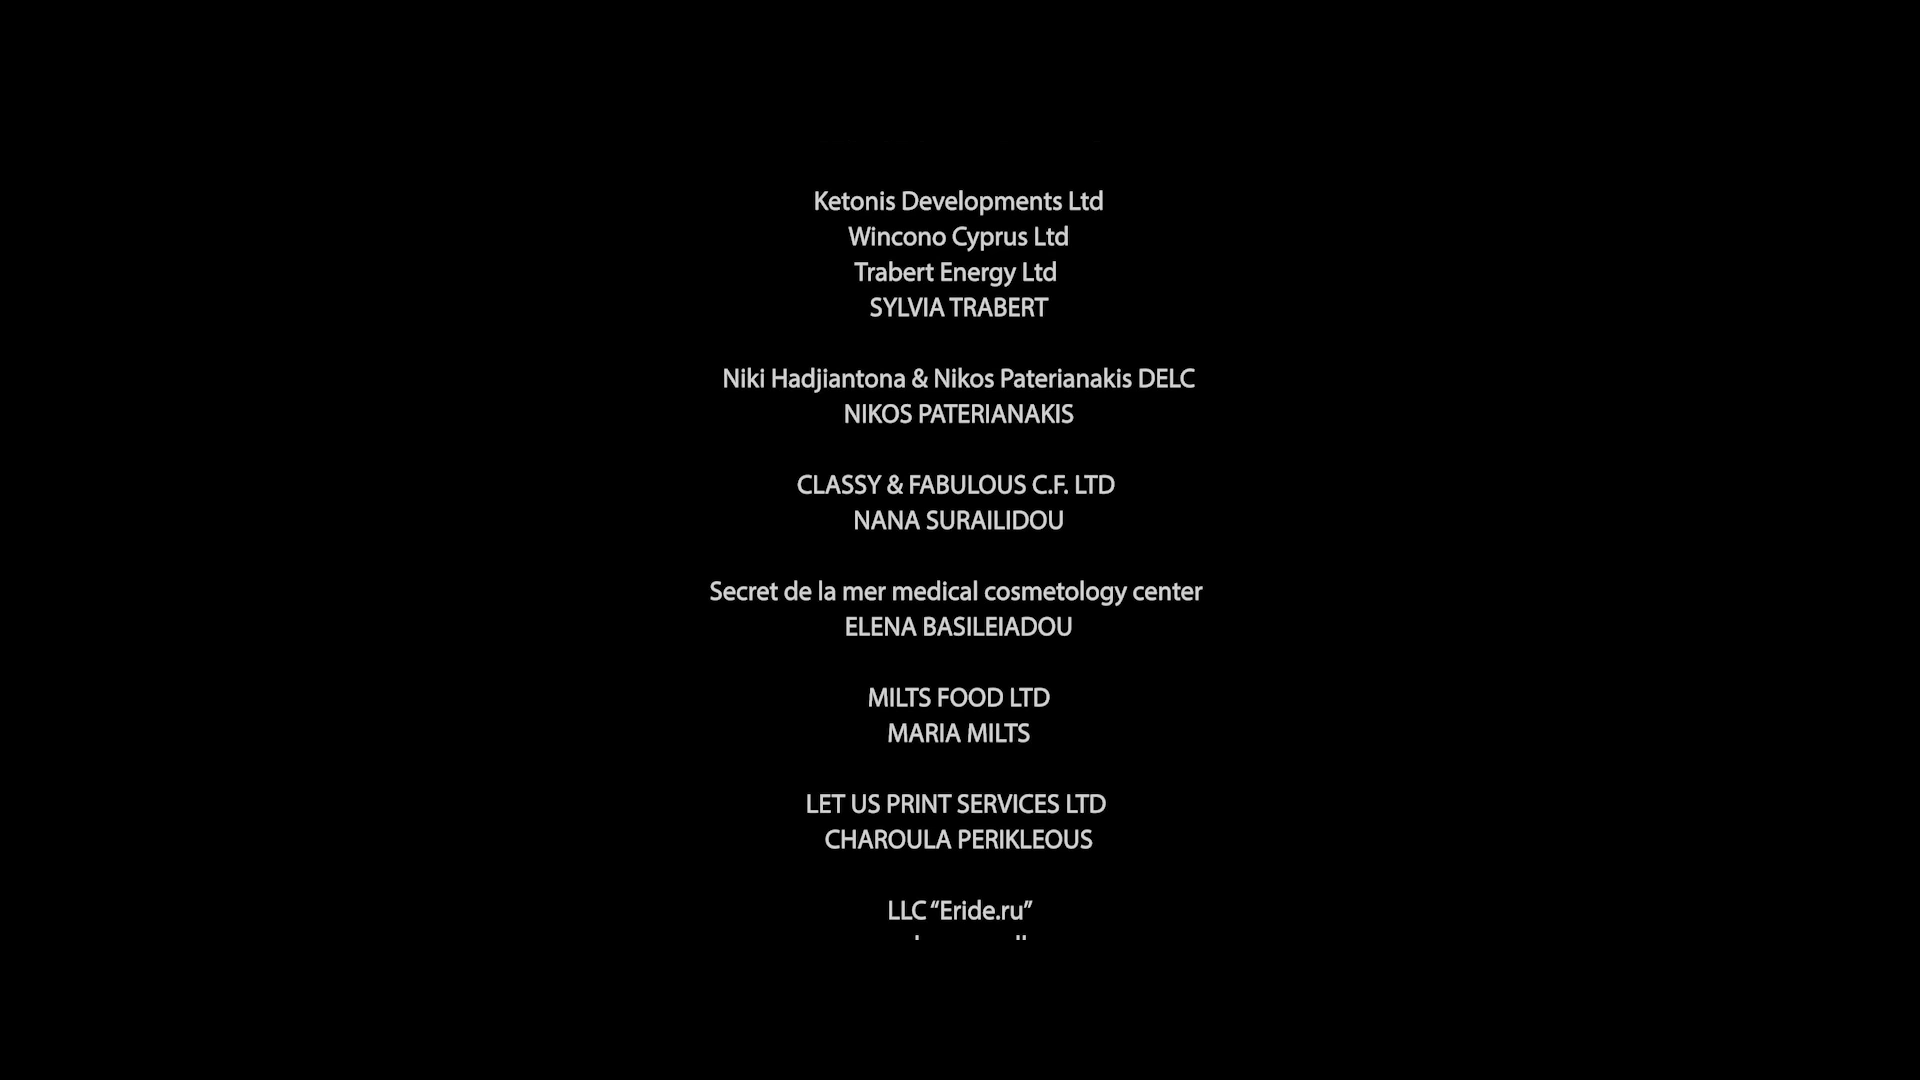 Ketonis Developments Ltd
Wincono Cyprus Ltd
Trabert Energy Ltd
SYLVIA TRABERT
Niki Hadjiantona & Nikos Paterianakis DELC
NIKOS PATERIANAKIS
CLASSY & FABULOUS C.F. LTD
NANA SURAILIDOU
Secret de la mer medical cosmetology center
ELENA BASILEIADOU
MILTS FOOD LTD
MARIA MILTS
LET US PRINT SERVICES LTD
CHAROULA PERIKLEOUS
LLC “Eride.ru”